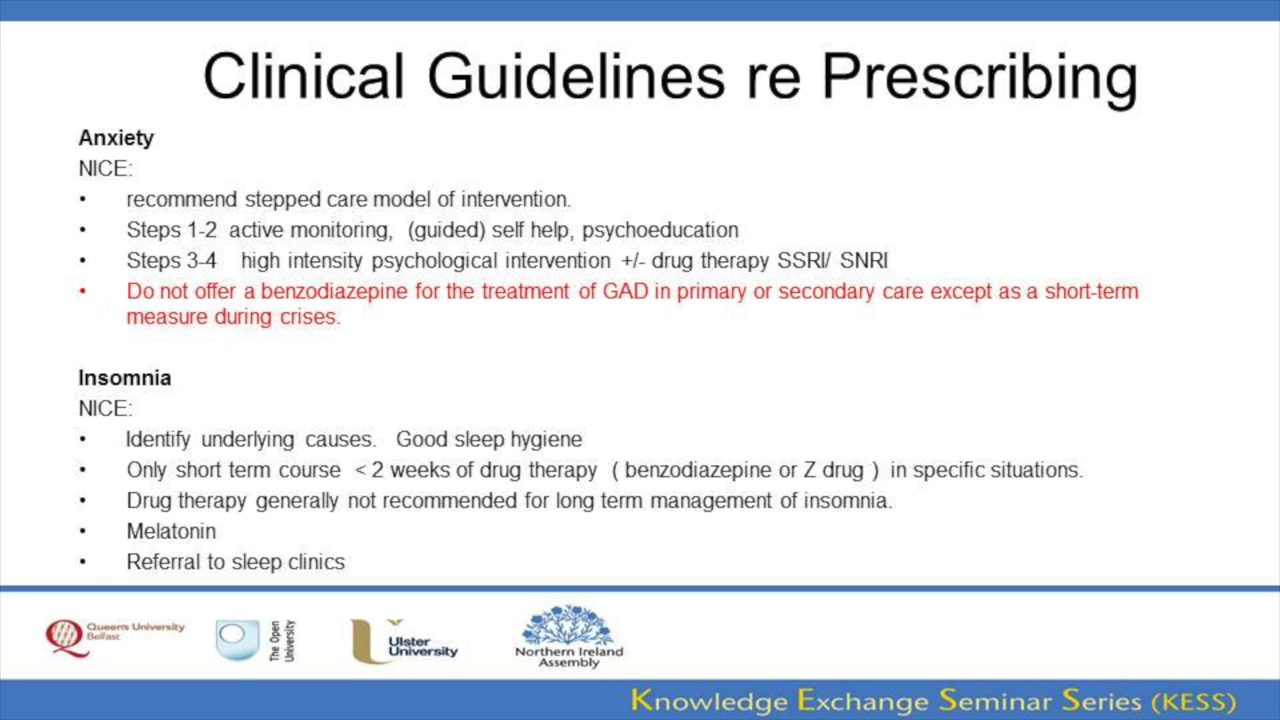 Clinical Guidelines re Prescribing
Anxiety
NICE:
• recommend stepped care model of intervention.
• Steps 1-2 active monitoring, (guided) self help, psychoeducation
• Steps 3-4 high intensity psychological intervention +/- drug therapy SSRI/ SNRI
• Do not offer a benzodiazepine for the treatment of GAD in primary or secondary care except as a short-term
measure during crises.
Insomnia
NICE:
• Identify underlying causes. Good sleep hygiene
• Only short term course < 2 weeks of drug therapy ( benzodiazepine or Z drug ) in specific situations.
• Drug therapy generally not recommended for long term management of insomnia.
• Melatonin
• Referral to sleep clinics
Queen's University
Belfast
The Open
University
Ulster
University
Northern Ireland
Assembly
Knowledge Exchange Seminar Series (KESS)